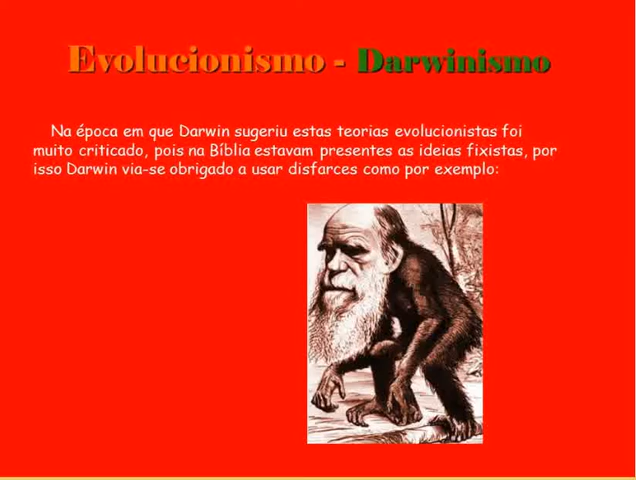 Evolucionismo - Darwinismo
Na época em que Darwin sugeriu estas teorias evolucionistas foi
muito criticado, pois na Bíblia estavam presentes as ideias fixistas, por
isso Darwin via-se obrigado a usar disfarces como por exemplo: